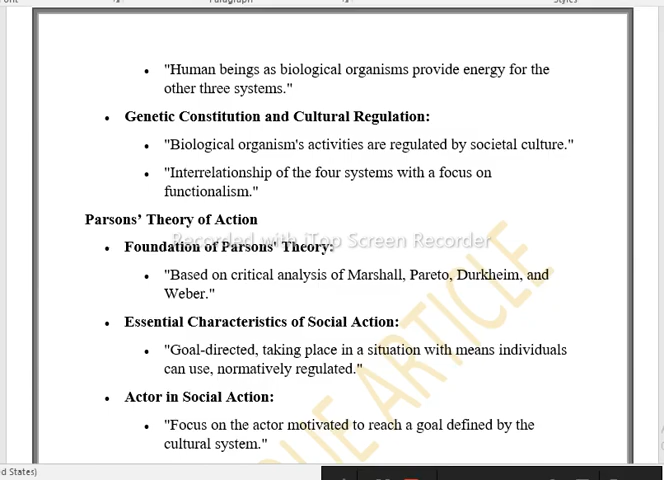 Paragraph
Styles
• "Human beings as biological organisms provide energy for the
other three systems."
• Genetic Constitution and Cultural Regulation:
• "Biological organism's activities are regulated by societal culture."
• "Interrelationship of the four systems with a focus on
functionalism."
Parsons’ Theory of Action
Recorded with iTop Screen Recorder
• Foundation of Parsons' Theory:
• "Based on critical analysis of Marshall, Pareto, Durkheim, and
Weber."
• Essential Characteristics of Social Action:
• "Goal-directed, taking place in a situation with means individuals
can use, normatively regulated."
• Actor in Social Action:
• "Focus on the actor motivated to reach a goal defined by the
cultural system."
ARTICLE
d States)